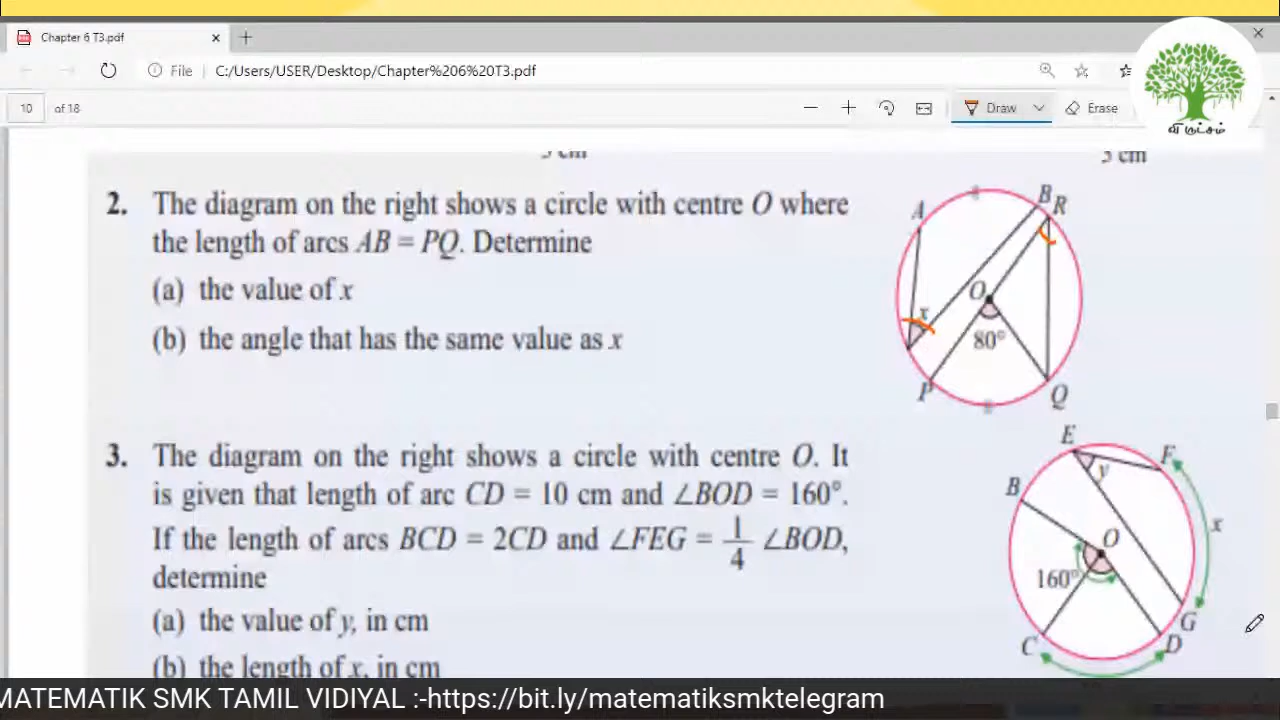 Chapter 6 T3.pdf
File C:/Users/USER/Desktop/Chapter%206%20T3.pdf
10 of 18
Draw Erase
விருட்சம்
3 cm
2. The diagram on the right shows a circle with centre O where
the length of arcs AB = PQ. Determine
(a) the value of x
(b) the angle that has the same value as x
A B R
O
x
80°
P Q
3. The diagram on the right shows a circle with centre O. It
is given that length of arc CD = 10 cm and ∠BOD = 160°.
If the length of arcs BCD = 2CD and ∠FEG = 1/4 ∠BOD,
determine
(a) the value of y, in cm
(b) the length of x, in cm
E F
y
B
x
O
160°
G
C D
MATEMATIK SMK TAMIL VIDIYAL :-https://bit.ly/matematiksmktelegram